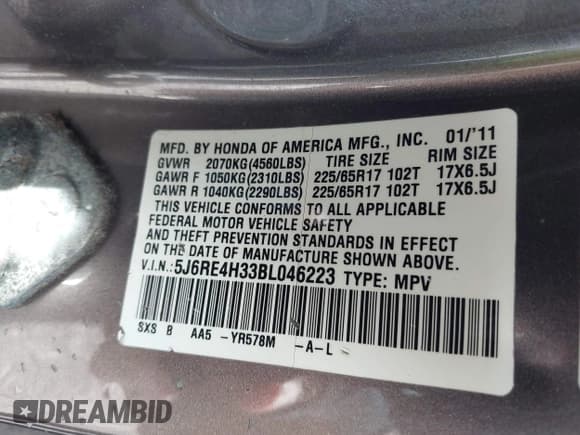 MFD. BY HONDA OF AMERICA MFG., INC. 01/'11
GVWR 2070KG(4560LBS) TIRE SIZE RIM SIZE
GAWR F 1050KG(2310LBS) 225/65R17 102T 17X6.5J
GAWR R 1040KG(2290LBS) 225/65R17 102T 17X6.5J
THIS VEHICLE CONFORMS TO ALL APPLICABLE
FEDERAL MOTOR VEHICLE SAFETY
AND THEFT PREVENTION STANDARDS IN EFFECT
ON THE DATE OF MANUFACTURE SHOWN ABOVE.
V.I.N.:5J6RE4H33BL046223 TYPE: MPV
SXS B AA5 -YR578M -A-L
DREAMBID